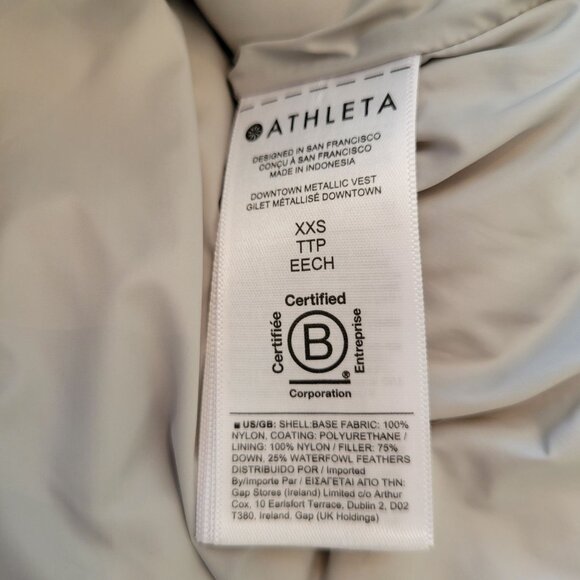 ATHLETA
DESIGNED IN SAN FRANCISCO
CONÇU À SAN FRANCISCO
MADE IN INDONESIA
DOWNTOWN METALLIC VEST
GILET MÉTALLISÉ DOWNTOWN
XXS
TTP
EECH
Certified
Certifiée
B
Entreprise
®
Corporation
US/GB: SHELL:BASE FABRIC: 100%
NYLON, COATING: POLYURETHANE /
LINING: 100% NYLON / FILLER: 75%
DOWN, 25% WATERFOWL FEATHERS
DISTRIBUIDO POR / Imported
By/Importe Par / ΕΙΣΑΓΕΤΑΙ ΑΠΟ ΤΗΝ:
Gap Stores (Ireland) Limited c/o Arthur
Cox, 10 Earlsfort Terrace, Dublin 2, D02
T380, Ireland. Gap (UK Holdings)